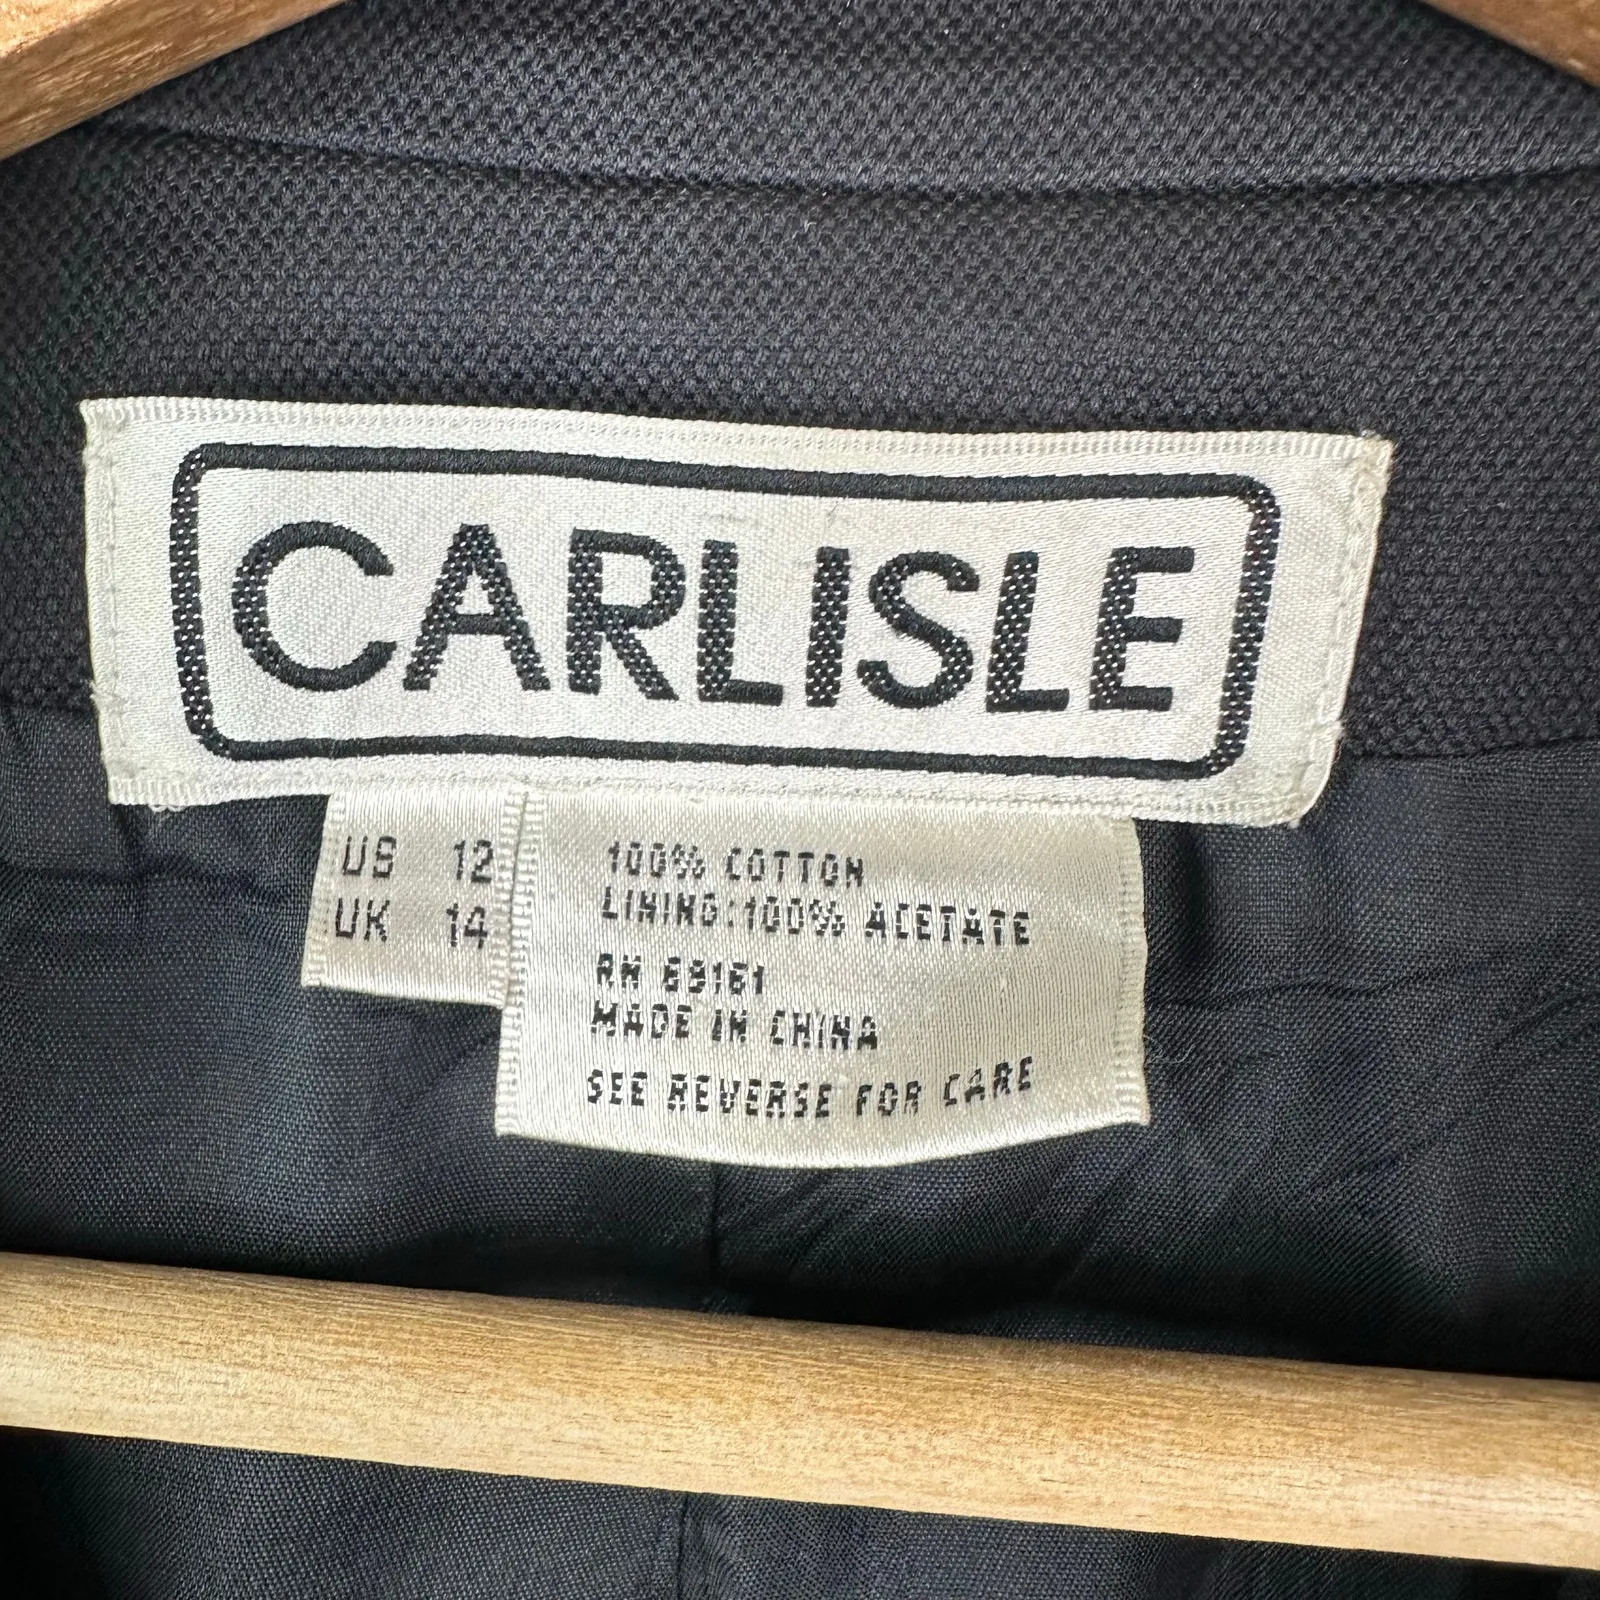 CARLISLE
US 12
UK 14
100% COTTON
LINING:100% ACETATE
RN 69161
MADE IN CHINA
SEE REVERSE FOR CARE